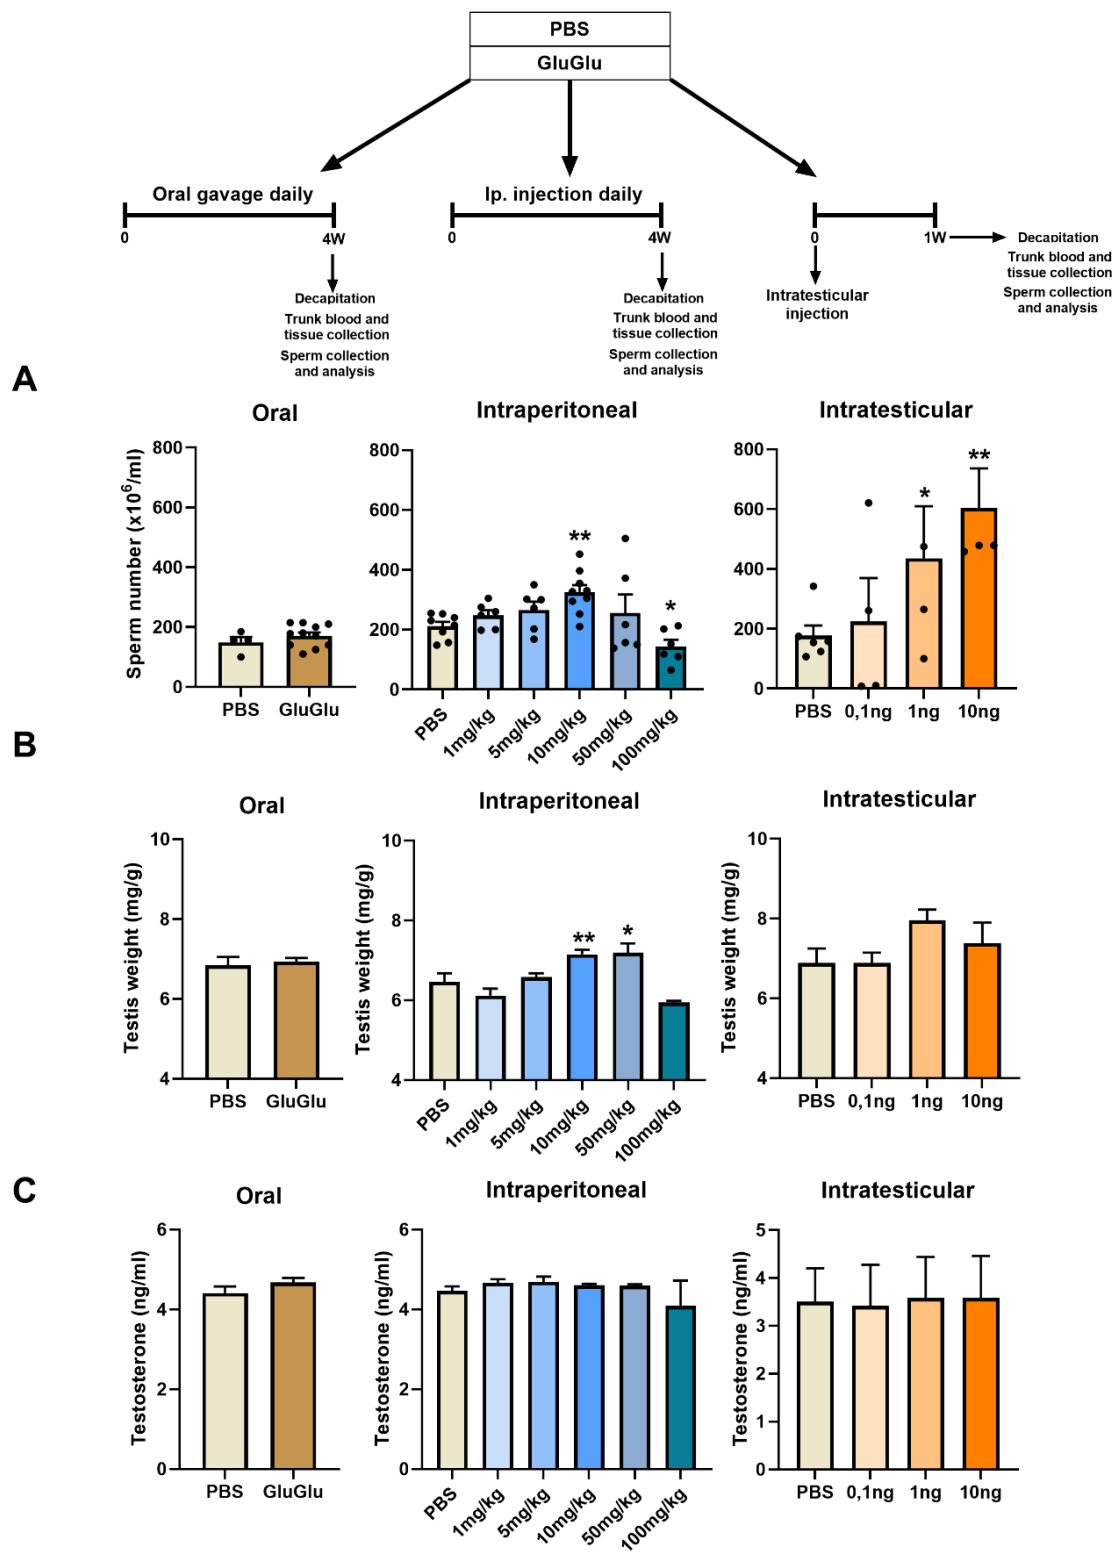 PBS
GluGlu
Oral gavage daily
0
4W
Decapitation
Trunk blood and
tissue collection
Sperm collection
and analysis
Ip. injection daily
0
4W
Decapitation
Trunk blood and
tissue collection
Sperm collection
and analysis
0
1W
Intratesticular
injection
Decapitation
Trunk blood and
tissue collection
Sperm collection
and analysis
A
Oral
Sperm number (x10⁶/ml)
800
600
400
200
0
PBS
GluGlu
Intraperitoneal
800
600
400
200
0
**
*
PBS
1mg/kg
5mg/kg
10mg/kg
50mg/kg
100mg/kg
Intratesticular
800
600
400
200
0
*
**
PBS
0,1ng
1ng
10ng
B
Oral
Testis weight (mg/g)
10
8
6
4
PBS
GluGlu
Intraperitoneal
Testis weight (mg/g)
10
8
6
4
**
*
PBS
1mg/kg
5mg/kg
10mg/kg
50mg/kg
100mg/kg
Intratesticular
Testis weight (mg/g)
10
8
6
4
PBS
0,1ng
1ng
10ng
C
Oral
Testosterone (ng/ml)
6
4
2
0
PBS
GluGlu
Intraperitoneal
Testosterone (ng/ml)
6
4
2
0
PBS
1mg/kg
5mg/kg
10mg/kg
50mg/kg
100mg/kg
Intratesticular
Testosterone (ng/ml)
5
4
3
2
1
0
PBS
0,1ng
1ng
10ng